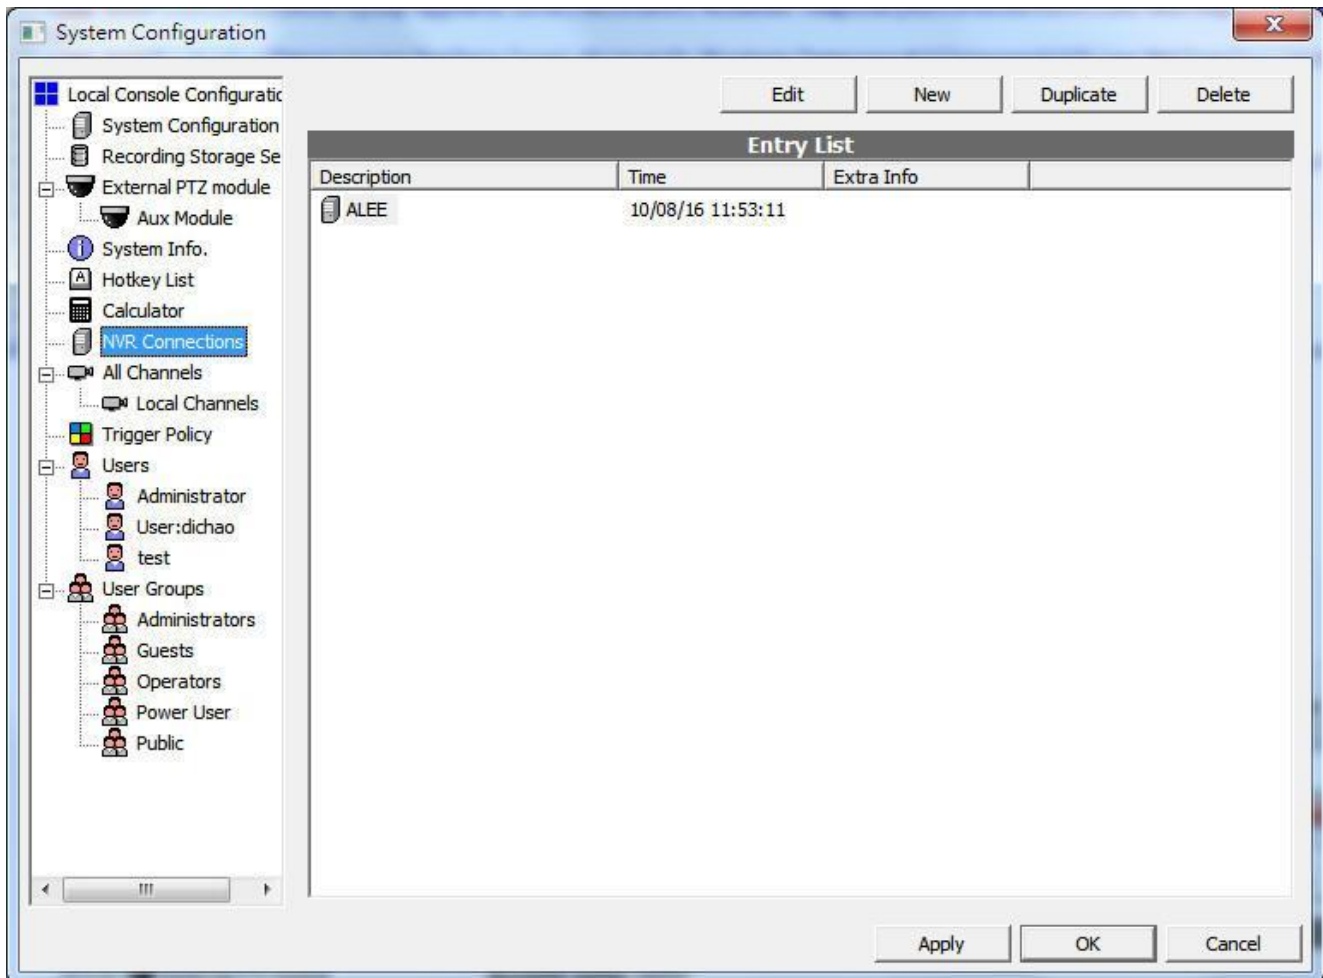 System Configuration
Local Console Configuratic
System Configuration
Recording Storage Se
External PTZ module
Aux Module
System Info.
Hotkey List
Calculator
NVR Connections
All Channels
Local Channels
Trigger Policy
Users
Administrator
User:dichao
test
User Groups
Administrators
Guests
Operators
Power User
Public
Edit New Duplicate Delete
Entry List
Description Time Extra Info
ALEE 10/08/16 11:53:11
Apply OK Cancel